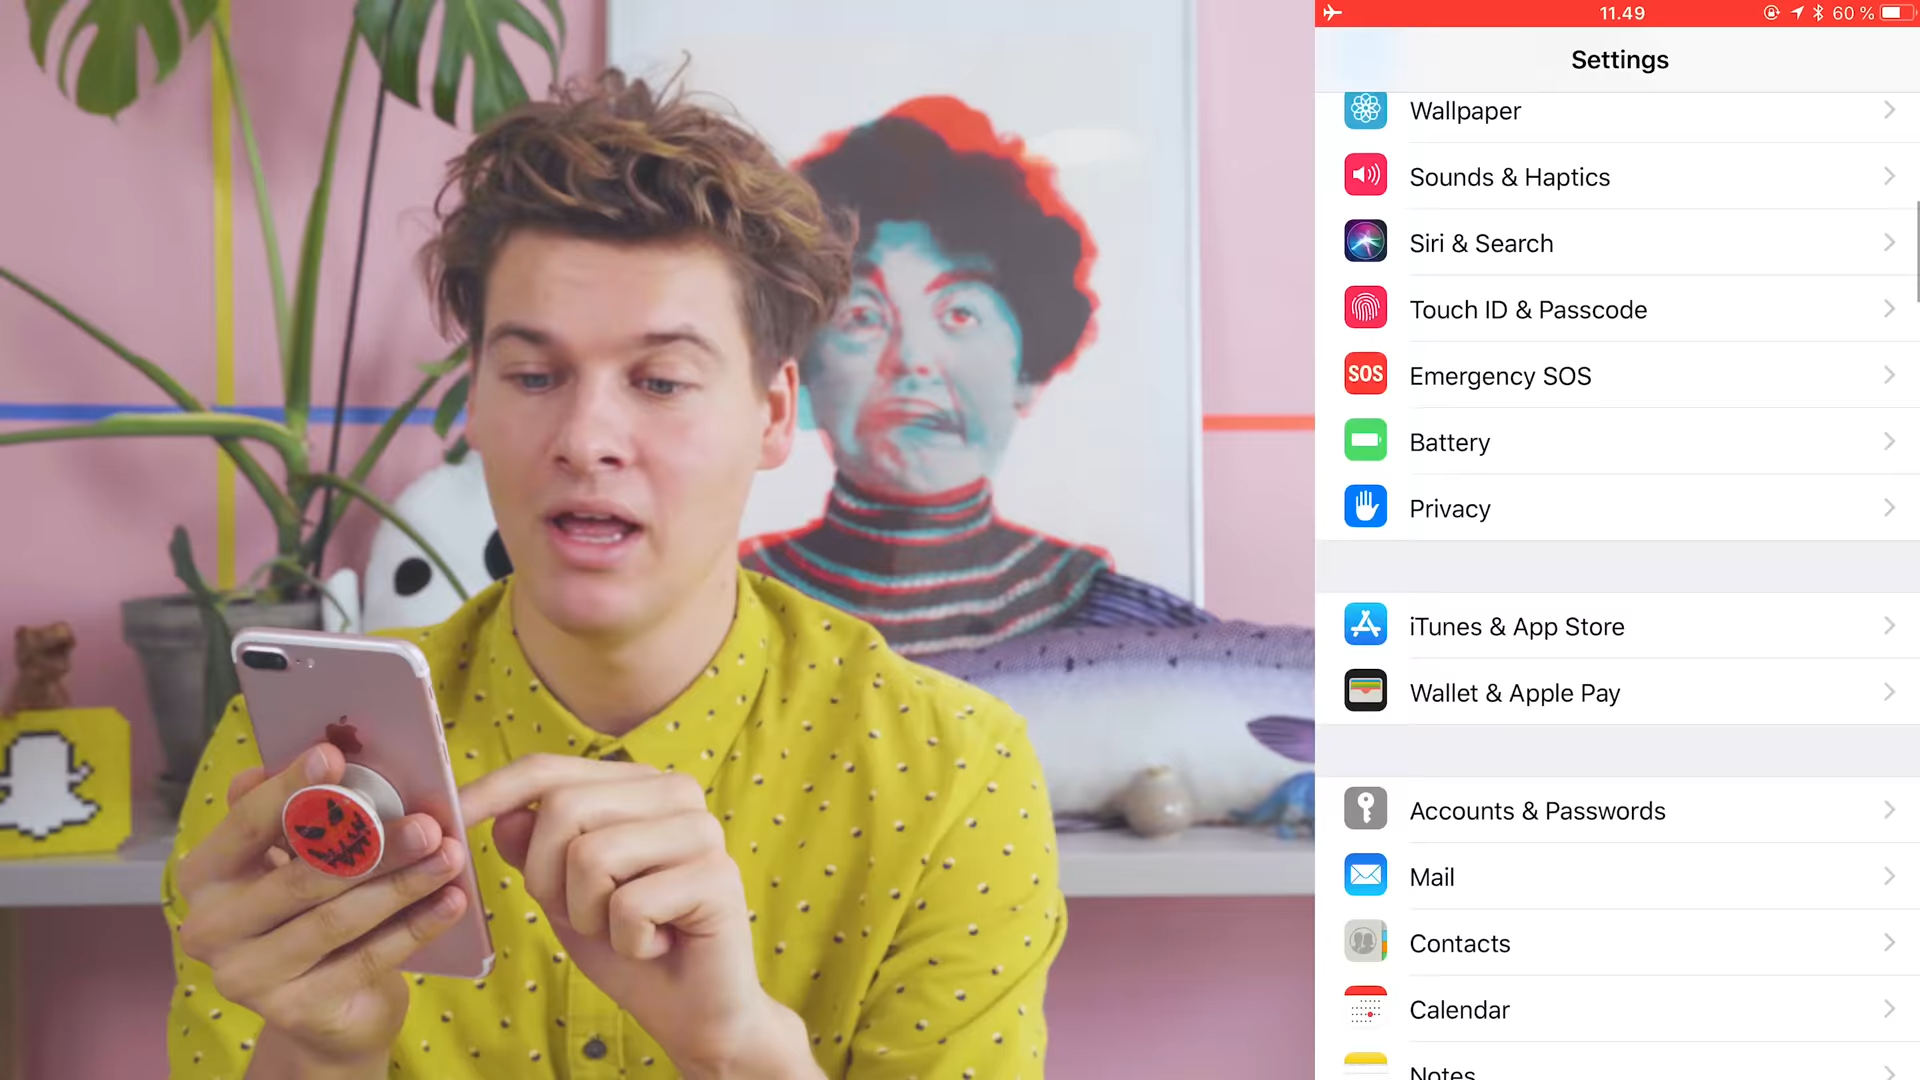 11.49
60 %
Settings
Wallpaper
Sounds & Haptics
Siri & Search
Touch ID & Passcode
SOS
Emergency SOS
Battery
Privacy
iTunes & App Store
Wallet & Apple Pay
Accounts & Passwords
Mail
Contacts
Calendar
Notes